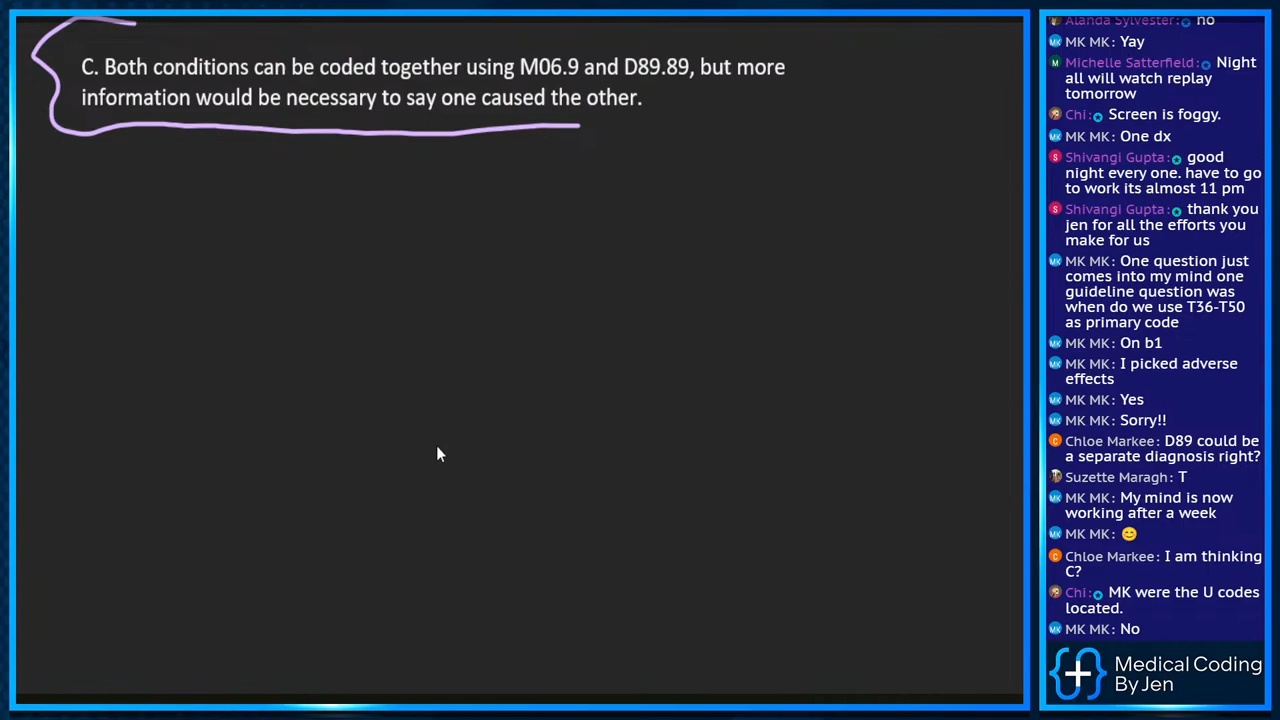 C. Both conditions can be coded together using M06.9 and D89.89, but more
information would be necessary to say one caused the other.
Alanda Sylvester: no
MK MK: Yay
Michelle Satterfield: Night
all will watch replay
tomorrow
Chi: Screen is foggy.
MK MK: One dx
Shivangi Gupta: good
night every one. have to go
to work its almost 11 pm
Shivangi Gupta: thank you
jen for all the efforts you
make for us
MK MK: One question just
comes into my mind one
guideline question was
when do we use T36-T50
as primary code
MK MK: On b1
MK MK: I picked adverse
effects
MK MK: Yes
MK MK: Sorry!!
Chloe Markee: D89 could be
a separate diagnosis right?
Suzette Maragh: T
MK MK: My mind is now
working after a week
MK MK: 😊
Chloe Markee: I am thinking
C?
Chi: MK were the U codes
located.
MK MK: No
Medical Coding
By Jen